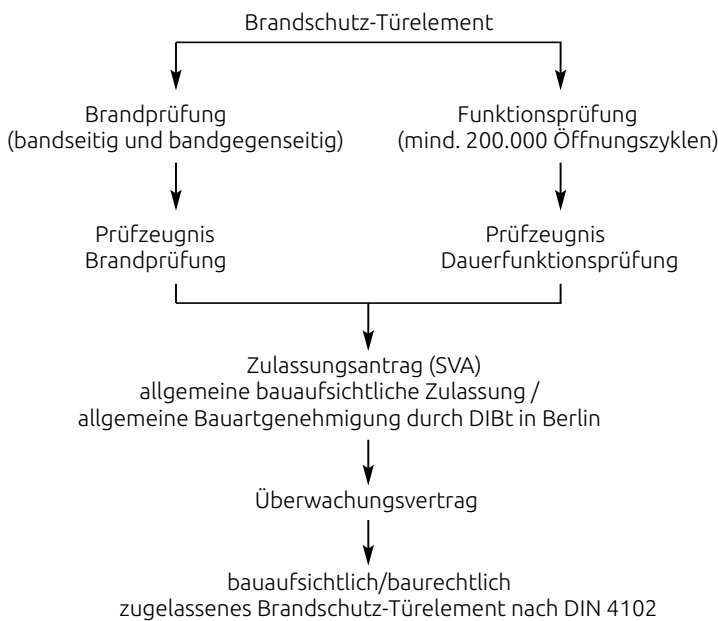 Brandschutz-Türelement
Brandprüfung
(bandseitig und bandgegenseitig)
Funktionsprüfung
(mind. 200.000 Öffnungszyklen)
Prüfzeugnis
Brandprüfung
Prüfzeugnis
Dauerfunktionsprüfung
Zulassungsantrag (SVA)
allgemeine bauaufsichtliche Zulassung /
allgemeine Bauartgenehmigung durch DIBt in Berlin
Überwachungsvertrag
bauaufsichtlich/baurechtlich
zugelassenes Brandschutz-Türelement nach DIN 4102